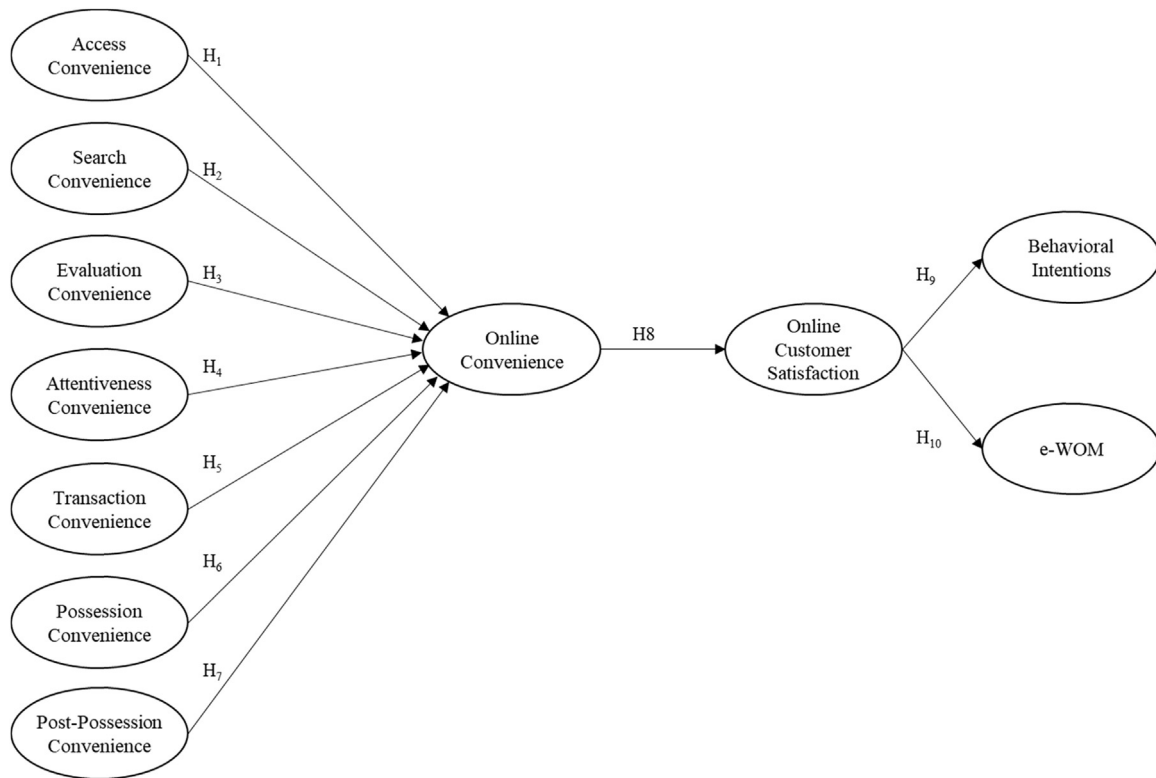 Access
Convenience
H₁
Search
Convenience
H₂
Evaluation
Convenience
H₃
Attentiveness
Convenience
H₄
Transaction
Convenience
H₅
Possession
Convenience
H₆
Post-Possession
Convenience
H₇
Online
Convenience
H8
Online
Customer
Satisfaction
H₉
Behavioral
Intentions
H₁₀
e-WOM